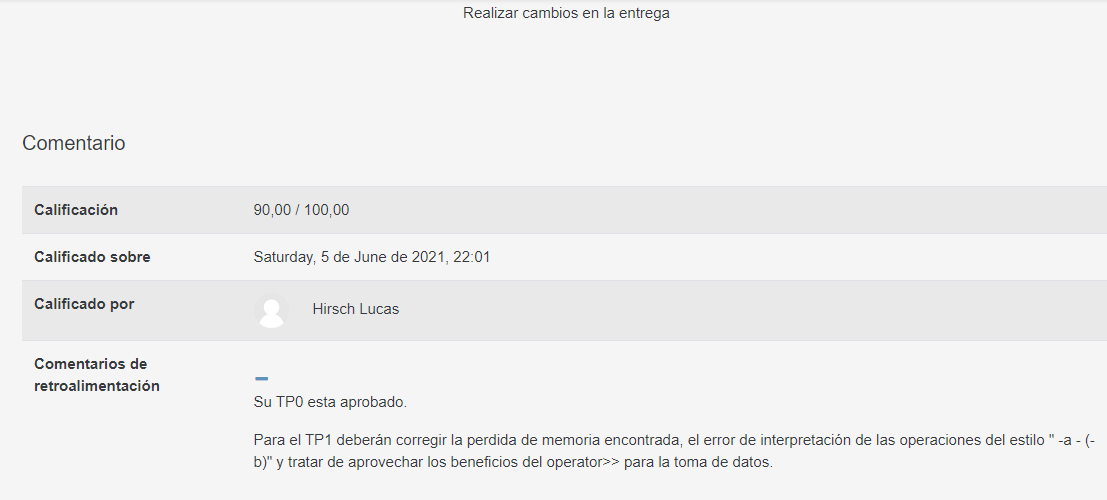 Realizar cambios en la entrega
Comentario
Calificación 90,00 / 100,00
Calificado sobre Saturday, 5 de June de 2021, 22:01
Calificado por Hirsch Lucas
Comentarios de
retroalimentación
Su TP0 esta aprobado.
Para el TP1 deberán corregir la perdida de memoria encontrada, el error de interpretación de las operaciones del estilo " -a - (-
b)" y tratar de aprovechar los beneficios del operator>> para la toma de datos.